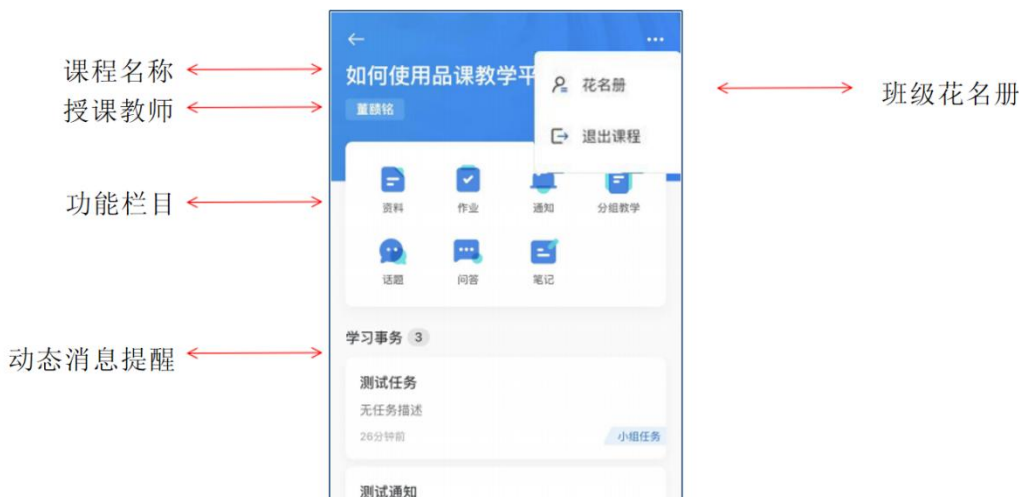 课程名称
授课教师
功能栏目
动态消息提醒
班级花名册
如何使用品课教学平
董赜铭
花名册
退出课程
资料
作业
通知
分组教学
话题
问答
笔记
学习事务 3
测试任务
无任务描述
26分钟前
小组任务
测试通知